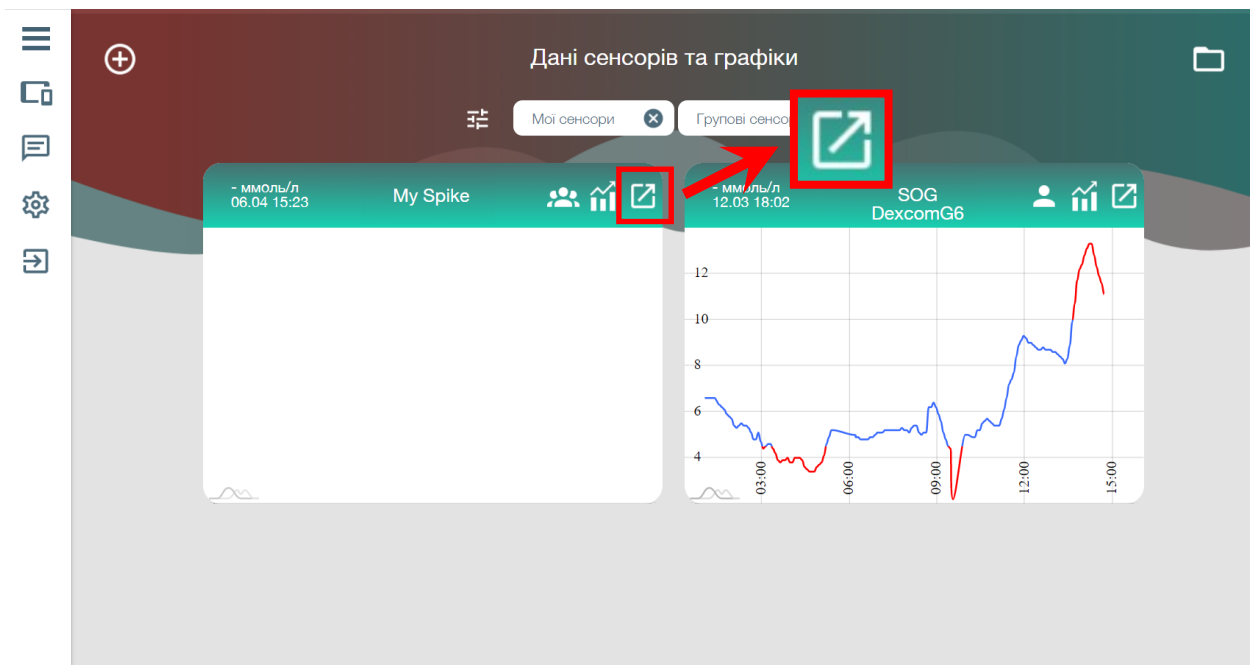 Дані сенсорів та графіки
Мої сенсори
Групові сенсо
- ммоль/л
06.04 15:23
My Spike
- ммоль/л
12.03 18:02
SOG
DexcomG6
12
10
8
6
4
03:00
06:00
09:00
12:00
15:00